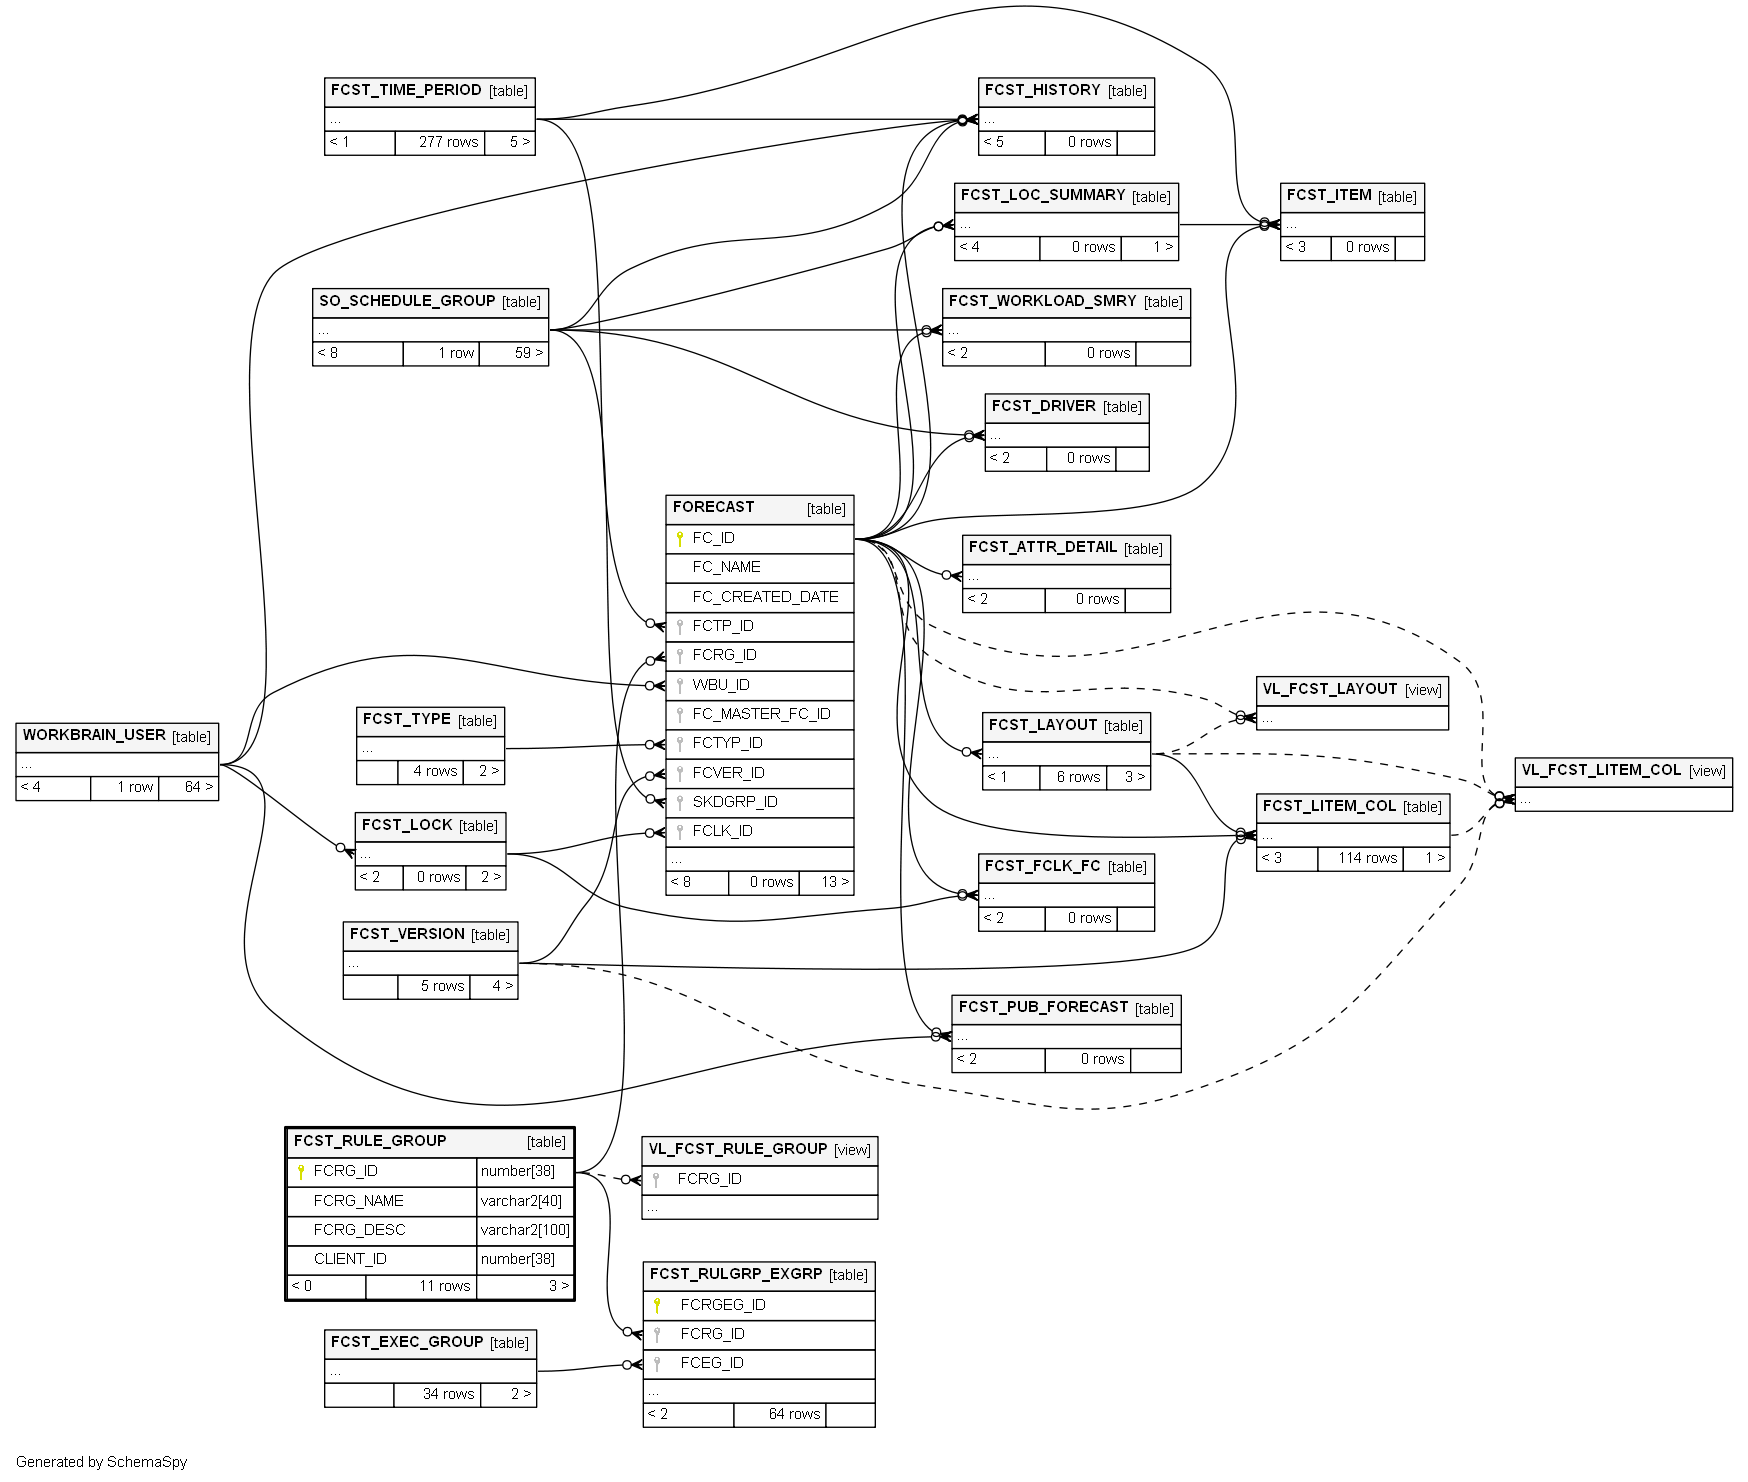 FCST_TIME_PERIOD [table]
...
< 1 277 rows 5 >
FCST_HISTORY [table]
...
< 5 0 rows
FCST_LOC_SUMMARY [table]
...
< 4 0 rows 1 >
FCST_ITEM [table]
...
< 3 0 rows
SO_SCHEDULE_GROUP [table]
...
< 8 1 row 59 >
FCST_WORKLOAD_SMRY [table]
...
< 2 0 rows
FCST_DRIVER [table]
...
< 2 0 rows
FORECAST [table]
FC_ID
FC_NAME
FC_CREATED_DATE
FCTP_ID
FCRG_ID
WBU_ID
FC_MASTER_FC_ID
FCTYP_ID
FCVER_ID
SKDGRP_ID
FCLK_ID
...
< 8 0 rows 13 >
FCST_ATTR_DETAIL [table]
...
< 2 0 rows
VL_FCST_LAYOUT [view]
...
FCST_LAYOUT [table]
...
< 1 6 rows 3 >
VL_FCST_LITEM_COL [view]
...
FCST_LITEM_COL [table]
...
< 3 114 rows 1 >
WORKBRAIN_USER [table]
...
< 4 1 row 64 >
FCST_TYPE [table]
...
4 rows 2 >
FCST_LOCK [table]
...
< 2 0 rows 2 >
FCST_FCLK_FC [table]
...
< 2 0 rows
FCST_VERSION [table]
...
5 rows 4 >
FCST_PUB_FORECAST [table]
...
< 2 0 rows
FCST_RULE_GROUP [table]
FCRG_ID number[38]
FCRG_NAME varchar2[40]
FCRG_DESC varchar2[100]
CLIENT_ID number[38]
< 0 11 rows 3 >
VL_FCST_RULE_GROUP [view]
FCRG_ID
...
FCST_RULGRP_EXGRP [table]
FCRGEG_ID
FCRG_ID
FCEG_ID
...
< 2 64 rows
FCST_EXEC_GROUP [table]
...
34 rows 2 >
Generated by SchemaSpy